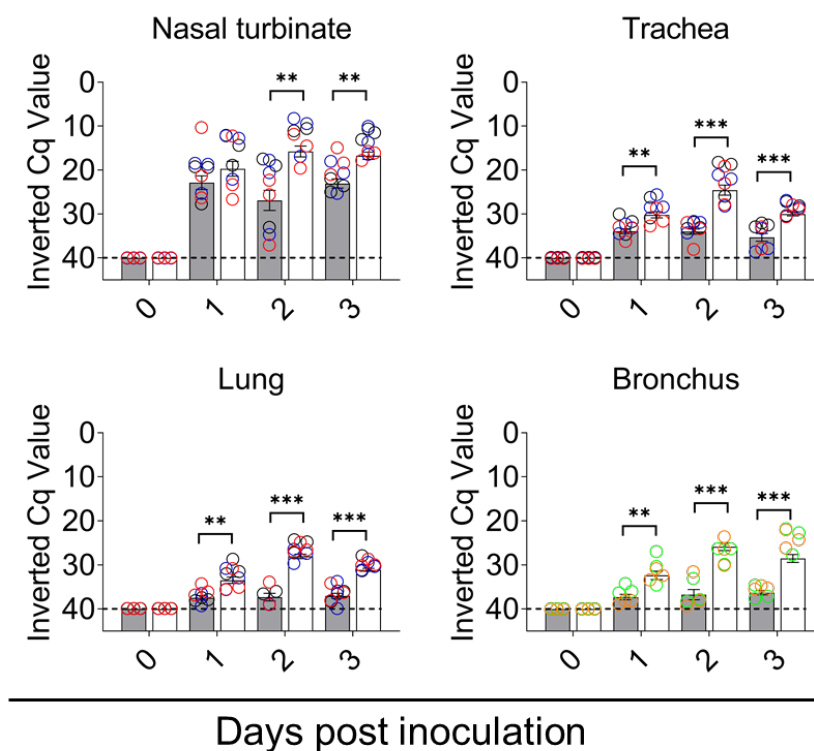 Nasal turbinate
Inverted Cq Value
0
10
20
30
40
** **
0 1 2 3
Trachea
Inverted Cq Value
0
10
20
30
40
** *** ***
0 1 2 3
Lung
Inverted Cq Value
0
10
20
30
40
** *** ***
0 1 2 3
Bronchus
Inverted Cq Value
0
10
20
30
40
** *** ***
0 1 2 3
Days post inoculation